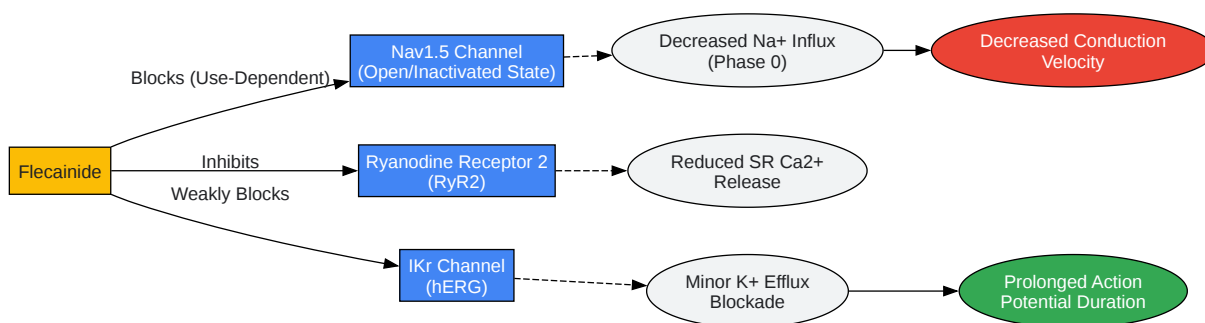 Nav1.5 Channel
(Open/Inactivated State)
Decreased Na+ Influx
(Phase 0)
Decreased Conduction
Velocity
Blocks (Use-Dependent)
Flecainide
Inhibits
Ryanodine Receptor 2
(RyR2)
Reduced SR Ca2+
Release
Weakly Blocks
IKr Channel
(hERG)
Minor K+ Efflux
Blockade
Prolonged Action
Potential Duration